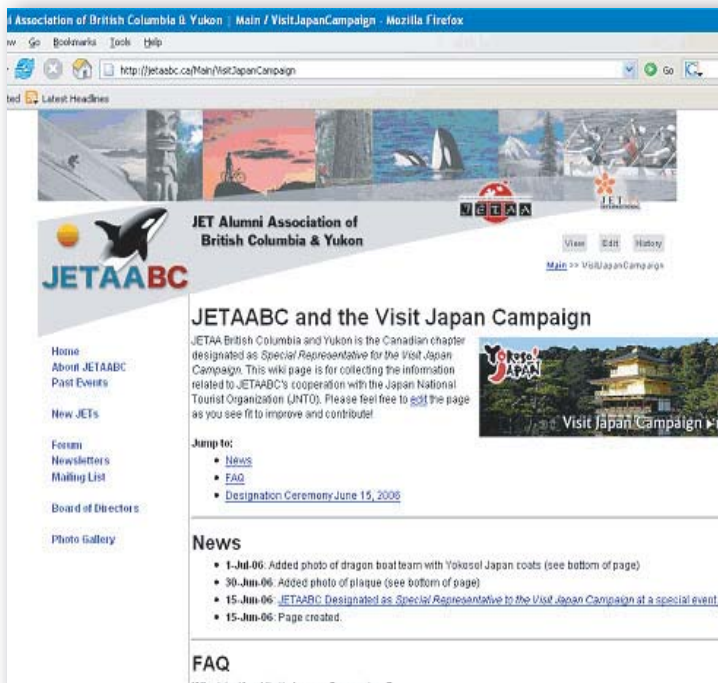 Association of British Columbia & Yukon | Main / VisitJapanCampaign - Mozilla Firefox
Go Bookmarks Tools Help
http://jetaabc.ca/Main/VisitJapanCampaign
Go
Latest Headlines
JETAA
JET
INTERNATIONAL
JET Alumni Association of
British Columbia & Yukon
JETAABC
View Edit History
Main >> VisitJapanCampaign
Home
About JETAABC
Past Events
New JETs
Forum
Newsletters
Mailing List
Board of Directors
Photo Gallery
JETAABC and the Visit Japan Campaign
JETAA British Columbia and Yukon is the Canadian chapter
designated as Special Representative for the Visit Japan
Campaign. This wiki page is for collecting the information
related to JETAABC's cooperation with the Japan National
Tourist Organization (JNTO). Please feel free to edit the page
as you see fit to improve and contribute!
Yokoso!
JAPAN
Visit Japan Campaign
Jump to:
• News
• FAQ
• Designation Ceremony June 15, 2006
News
• 1-Jul-06: Added photo of dragon boat team with Yokoso! Japan coats (see bottom of page)
• 30-Jun-06: Added photo of plaque (see bottom of page)
• 15-Jun-06: JETAABC Designated as Special Representative to the Visit Japan Campaign at a special event
• 15-Jun-06: Page created.
FAQ